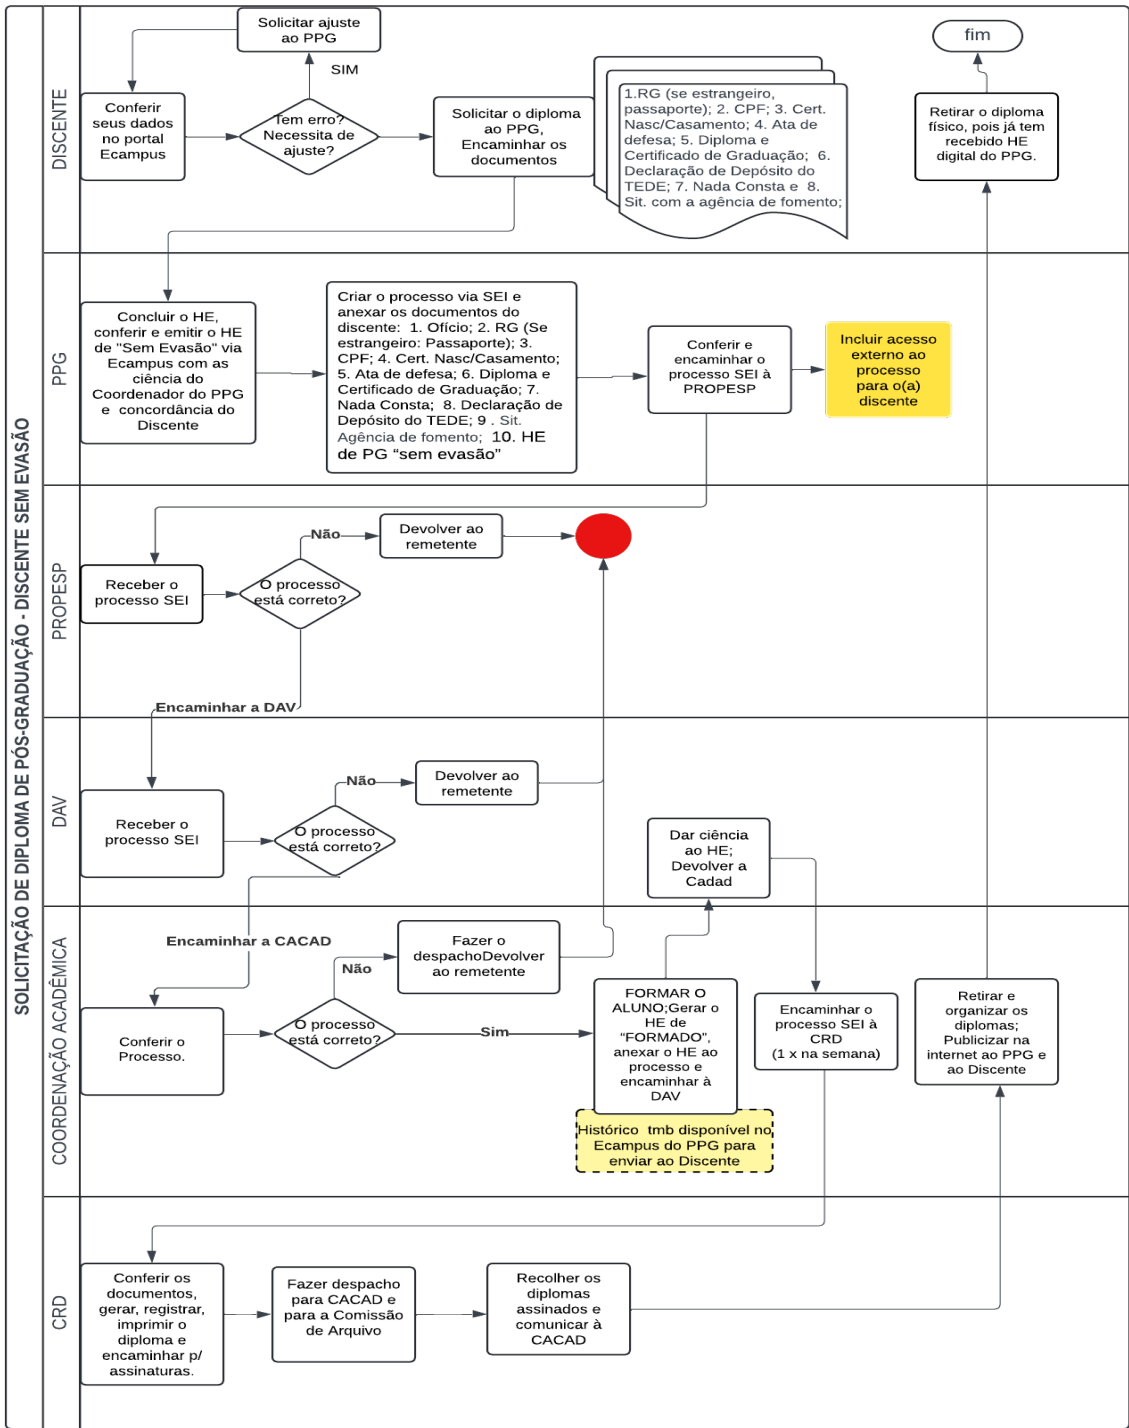 SOLICITAÇÃO DE DIPLOMA DE PÓS-GRADUAÇÃO - DISCENTE SEM EVASÃO
DISCENTE
Solicitar ajuste
ao PPG
SIM
Conferir
seus dados
no portal
Ecampus
Tem erro?
Necessita de
ajuste?
Solicitar o diploma
ao PPG,
Encaminhar os
documentos
1.RG (se estrangeiro,
passaporte); 2. CPF; 3. Cert.
Nasc/Casamento; 4. Ata de
defesa; 5. Diploma e
Certificado de Graduação; 6.
Declaração de Depósito do
TEDE; 7. Nada Consta e 8.
Sit. com a agência de fomento;
fim
Retirar o diploma
físico, pois já tem
recebido HE
digital do PPG.
PPG
Concluir o HE,
conferir e emitir o HE
de "Sem Evasão" via
Ecampus com as
ciência do
Coordenador do PPG
e concordância do
Discente
Criar o processo via SEI e
anexar os documentos do
discente: 1. Ofício; 2. RG (Se
estrangeiro: Passaporte); 3.
CPF; 4. Cert. Nasc/Casamento;
5. Ata de defesa; 6. Diploma e
Certificado de Graduação; 7.
Nada Consta; 8. Declaração de
Depósito do TEDE; 9 . Sit.
Agência de fomento; 10. HE
de PG “sem evasão”
Conferir e
encaminhar o
processo SEI à
PROPESP
Incluir acesso
externo ao
processo
para o(a)
discente
PROPESP
Receber o
processo SEI
O processo
está correto?
Não
Devolver ao
remetente
Encaminhar a DAV
DAV
Receber o
processo SEI
O processo
está correto?
Não
Devolver ao
remetente
Dar ciência
ao HE;
Devolver a
Cadad
Encaminhar a CACAD
COORDENAÇÃO ACADÊMICA
Conferir o
Processo.
O processo
está correto?
Não
Fazer o
despachoDevolver
ao remetente
Sim
FORMAR O
ALUNO;Gerar o
HE de
“FORMADO”,
anexar o HE ao
processo e
encaminhar à
DAV
Histórico tmb disponível no
Ecampus do PPG para
enviar ao Discente
Encaminhar o
processo SEI à
CRD
(1 x na semana)
Retirar e
organizar os
diplomas;
Publicizar na
internet ao PPG e
ao Discente
CRD
Conferir os
documentos,
gerar, registrar,
imprimir o
diploma e
encaminhar p/
assinaturas.
Fazer despacho
para CACAD e
para a Comissão
de Arquivo
Recolher os
diplomas
assinados e
comunicar à
CACAD